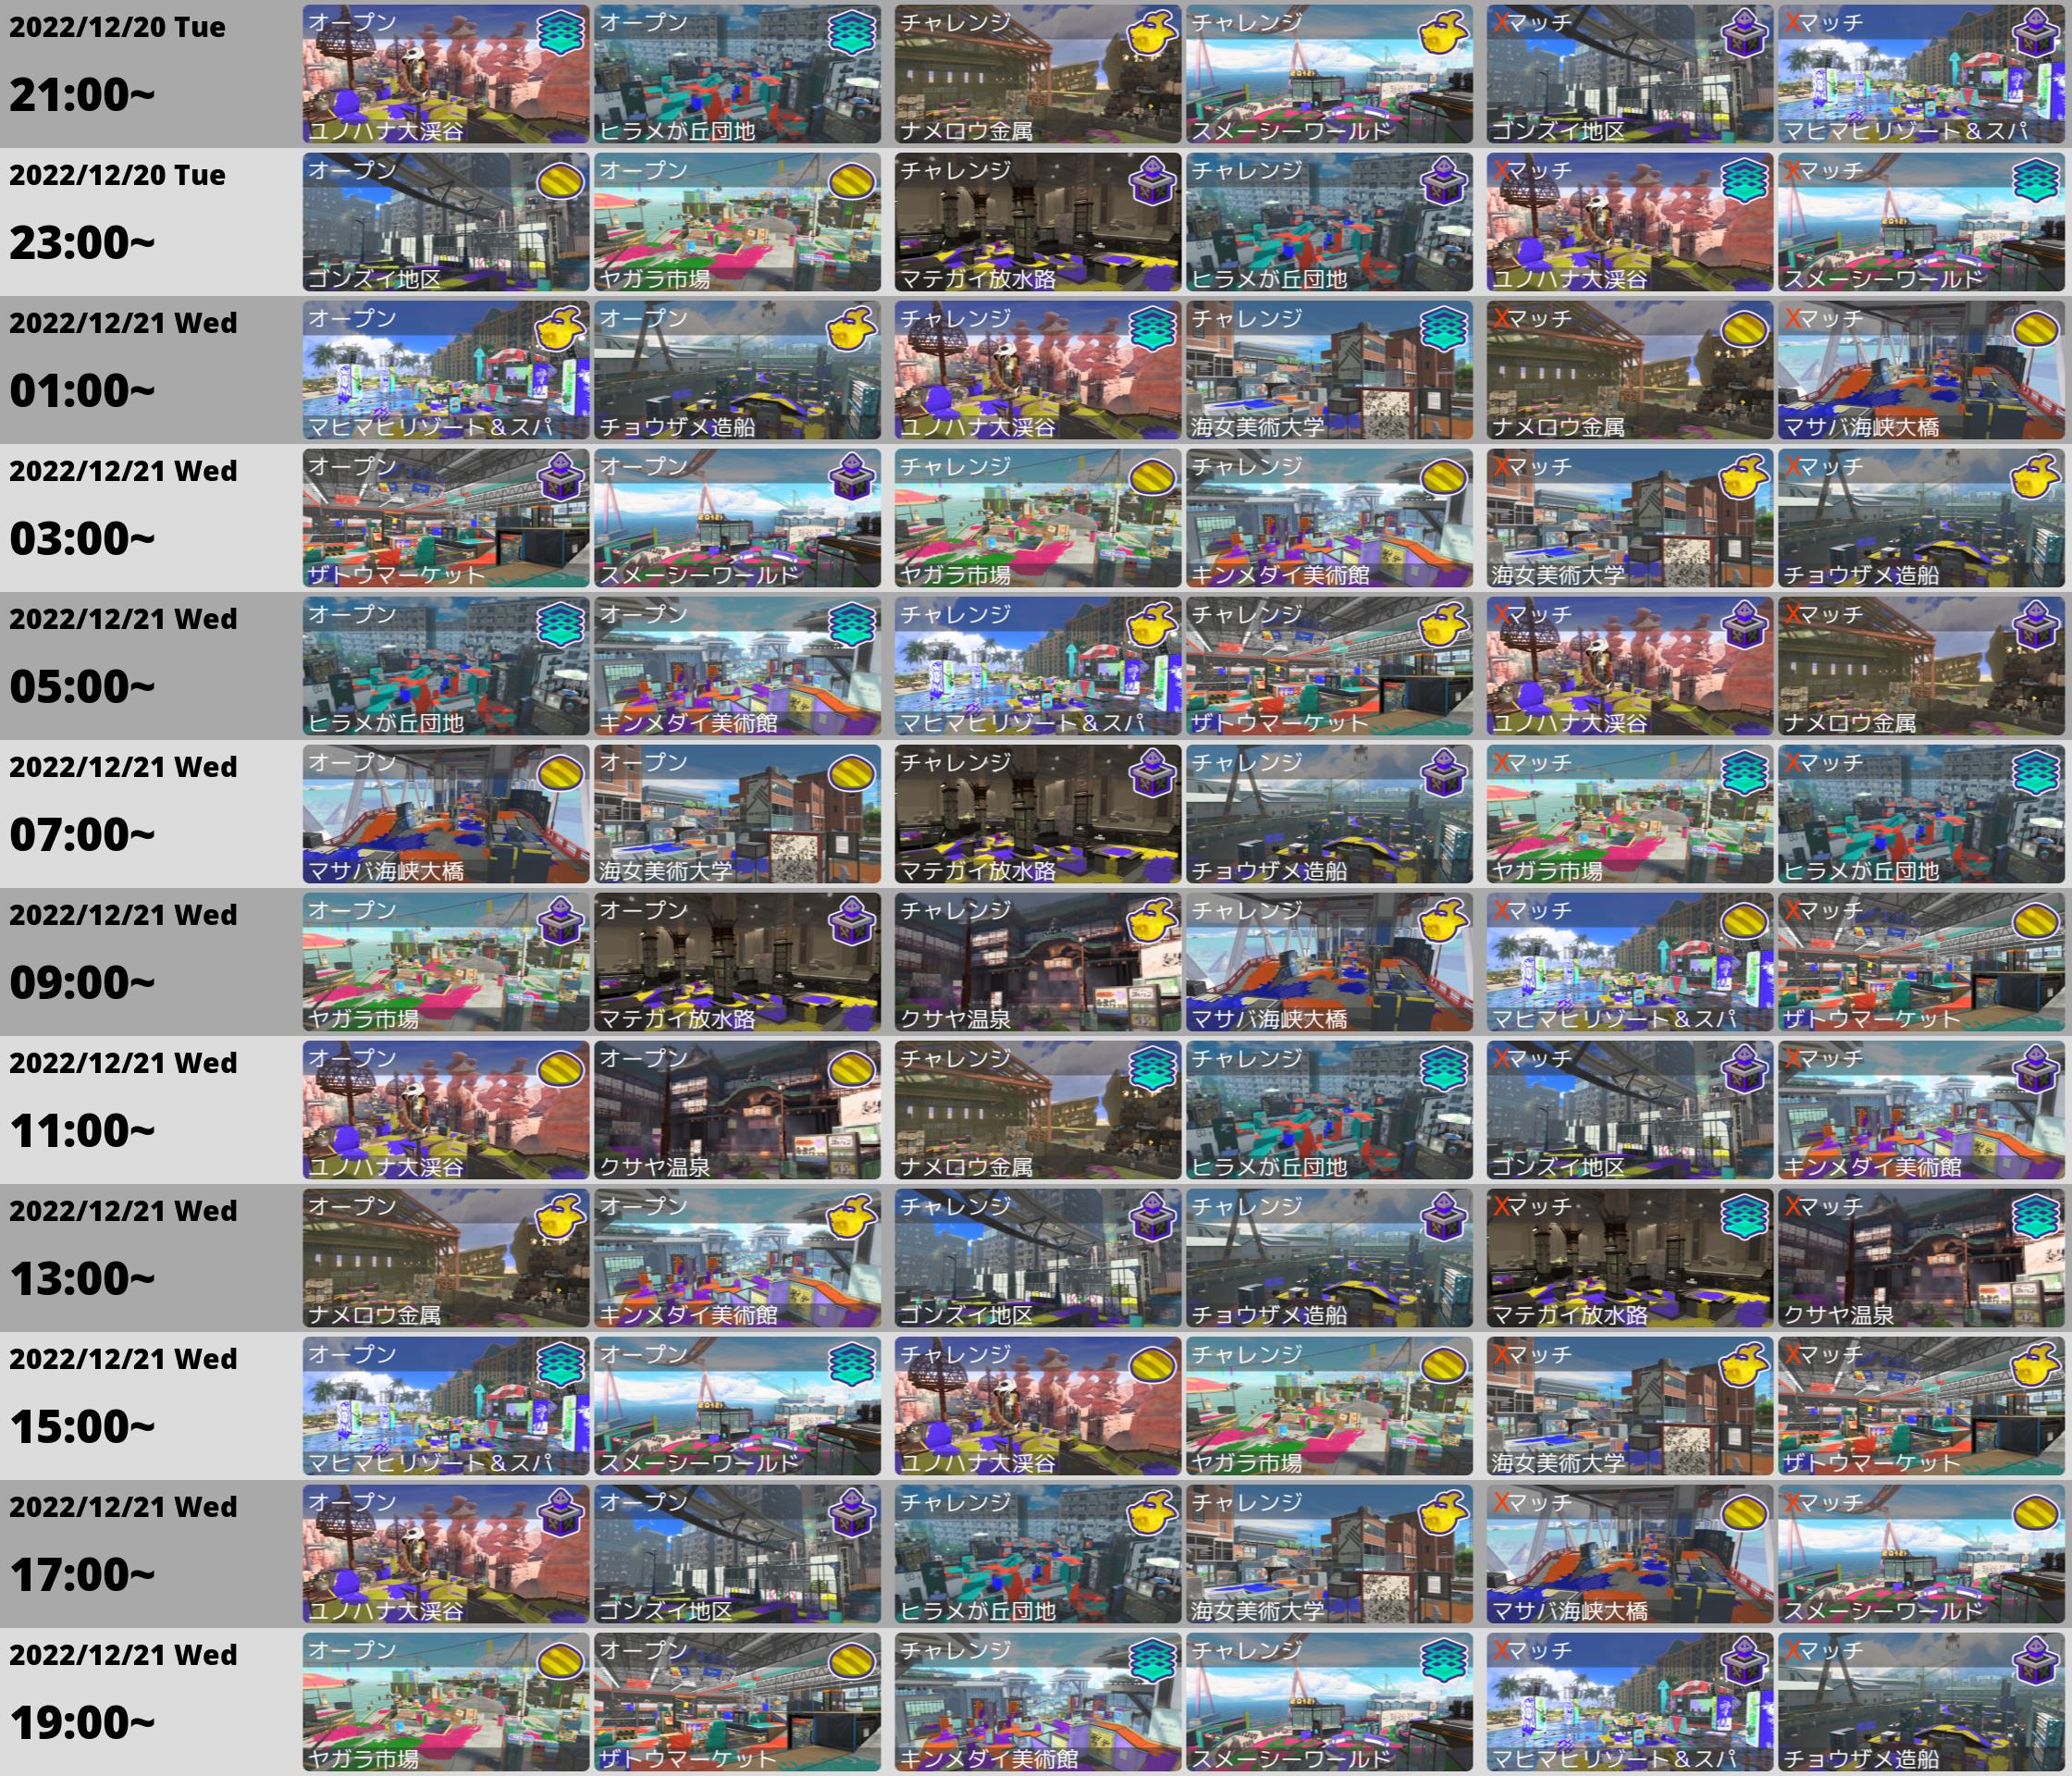 2022/12/20 Tue
21:00~
オープン オープン チャレンジ チャレンジ Xマッチ Xマッチ
ユノハナ大渓谷 ヒラメが丘団地 ナメロウ金属 スメーシーワールド ゴンズイ地区 マヒマヒリゾート＆スパ
2022/12/20 Tue
23:00~
オープン オープン チャレンジ チャレンジ Xマッチ Xマッチ
ゴンズイ地区 ヤガラ市場 マテガイ放水路 ヒラメが丘団地 ユノハナ大渓谷 スメーシーワールド
2022/12/21 Wed
01:00~
オープン オープン チャレンジ チャレンジ Xマッチ Xマッチ
マヒマヒリゾート＆スパ チョウザメ造船 ユノハナ大渓谷 海女美術大学 ナメロウ金属 マサバ海峡大橋
2022/12/21 Wed
03:00~
オープン オープン チャレンジ チャレンジ Xマッチ Xマッチ
ザトウマーケット スメーシーワールド ヤガラ市場 キンメダイ美術館 海女美術大学 チョウザメ造船
2022/12/21 Wed
05:00~
オープン オープン チャレンジ チャレンジ Xマッチ Xマッチ
ヒラメが丘団地 キンメダイ美術館 マヒマヒリゾート＆スパ ザトウマーケット ユノハナ大渓谷 ナメロウ金属
2022/12/21 Wed
07:00~
オープン オープン チャレンジ チャレンジ Xマッチ Xマッチ
マサバ海峡大橋 海女美術大学 マテガイ放水路 チョウザメ造船 ヤガラ市場 ヒラメが丘団地
2022/12/21 Wed
09:00~
オープン オープン チャレンジ チャレンジ Xマッチ Xマッチ
ヤガラ市場 マテガイ放水路 クサヤ温泉 マサバ海峡大橋 マヒマヒリゾート＆スパ ザトウマーケット
2022/12/21 Wed
11:00~
オープン オープン チャレンジ チャレンジ Xマッチ Xマッチ
ユノハナ大渓谷 クサヤ温泉 ナメロウ金属 ヒラメが丘団地 ゴンズイ地区 キンメダイ美術館
2022/12/21 Wed
13:00~
オープン オープン チャレンジ チャレンジ Xマッチ Xマッチ
ナメロウ金属 キンメダイ美術館 ゴンズイ地区 チョウザメ造船 マテガイ放水路 クサヤ温泉
2022/12/21 Wed
15:00~
オープン オープン チャレンジ チャレンジ Xマッチ Xマッチ
マヒマヒリゾート＆スパ スメーシーワールド ユノハナ大渓谷 ヤガラ市場 海女美術大学 ザトウマーケット
2022/12/21 Wed
17:00~
オープン オープン チャレンジ チャレンジ Xマッチ Xマッチ
ユノハナ大渓谷 ゴンズイ地区 ヒラメが丘団地 海女美術大学 マサバ海峡大橋 スメーシーワールド
2022/12/21 Wed
19:00~
オープン オープン チャレンジ チャレンジ Xマッチ Xマッチ
ヤガラ市場 ザトウマーケット キンメダイ美術館 スメーシーワールド マヒマヒリゾート＆スパ チョウザメ造船